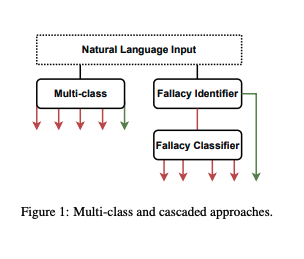 Natural Language Input
Multi-class
Fallacy Identifier
Fallacy Classifier
Figure 1: Multi-class and cascaded approaches.